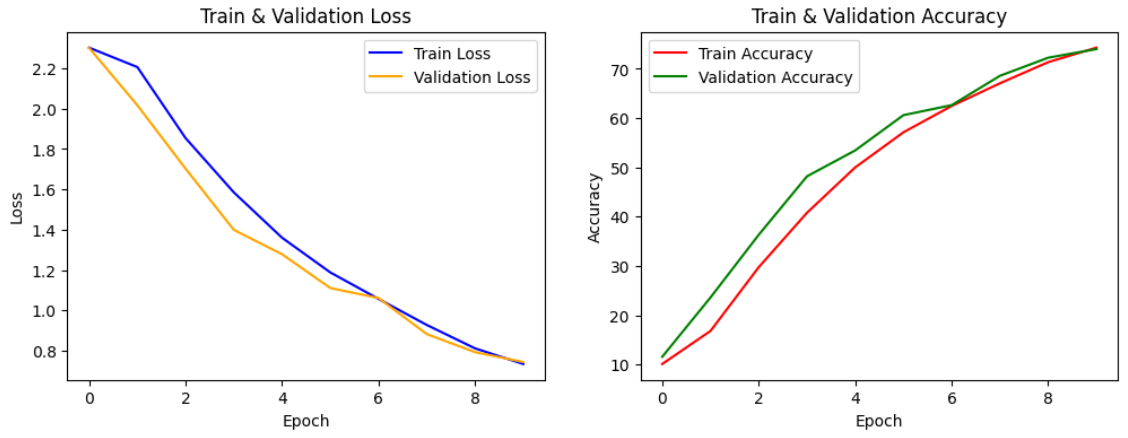 Train & Validation Loss
Train Loss
Validation Loss
2.2
2.0
1.8
1.6
1.4
1.2
1.0
0.8
Loss
0 2 4 6 8
Epoch
Train & Validation Accuracy
Train Accuracy
Validation Accuracy
70
60
50
40
30
20
10
Accuracy
0 2 4 6 8
Epoch